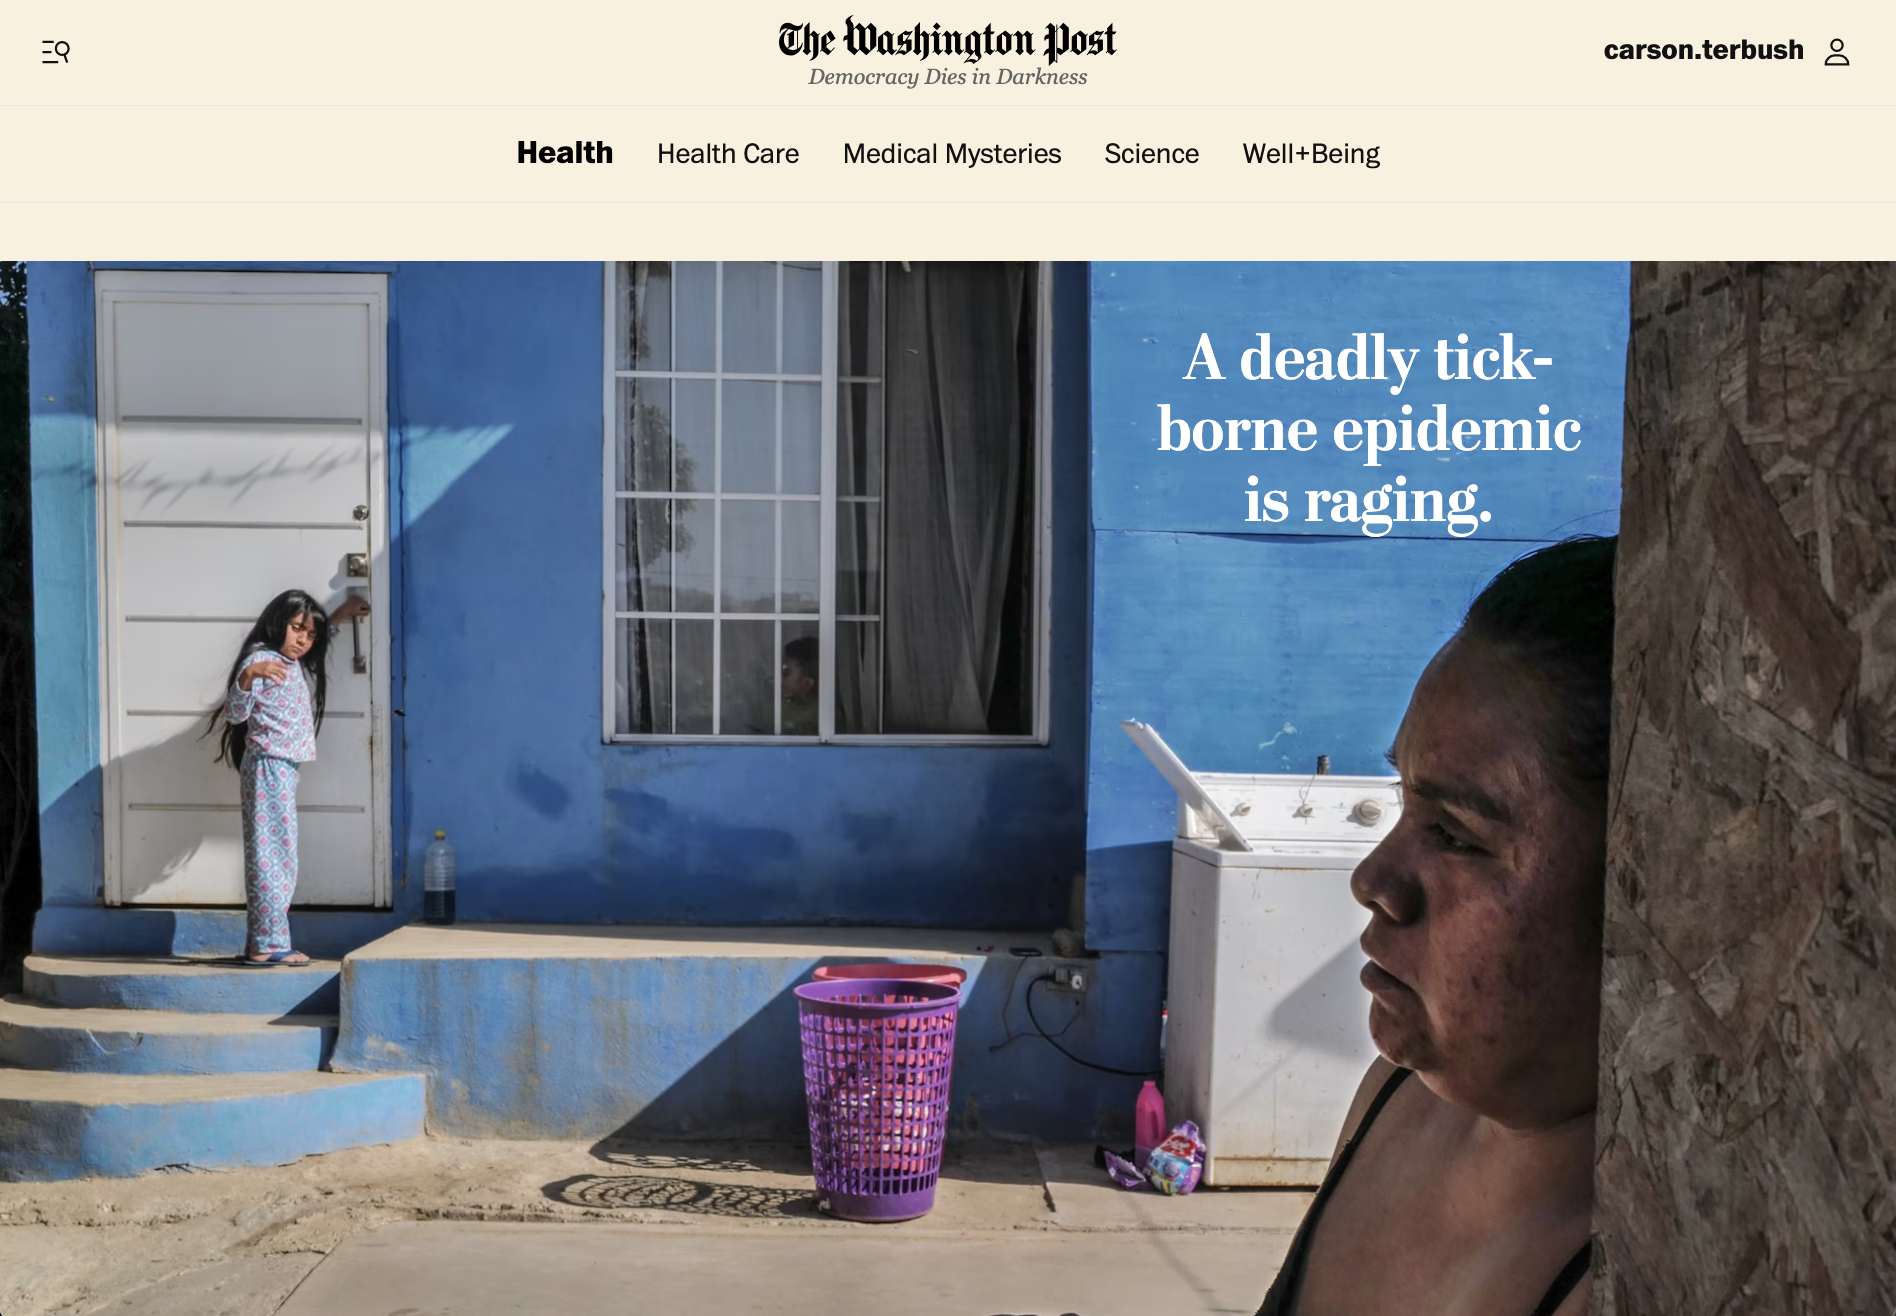 The Washington Post
Democracy Dies in Darkness
carson.terbush
Health Health Care Medical Mysteries Science Well+Being
A deadly tick-
borne epidemic
is raging.